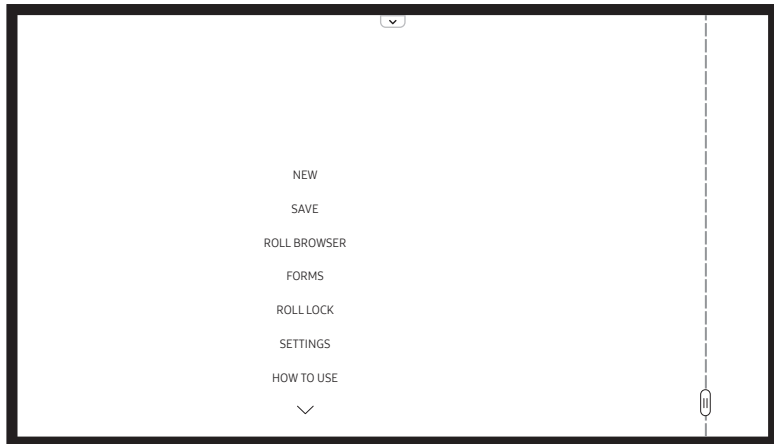 NEW
SAVE
ROLL BROWSER
FORMS
ROLL LOCK
SETTINGS
HOW TO USE